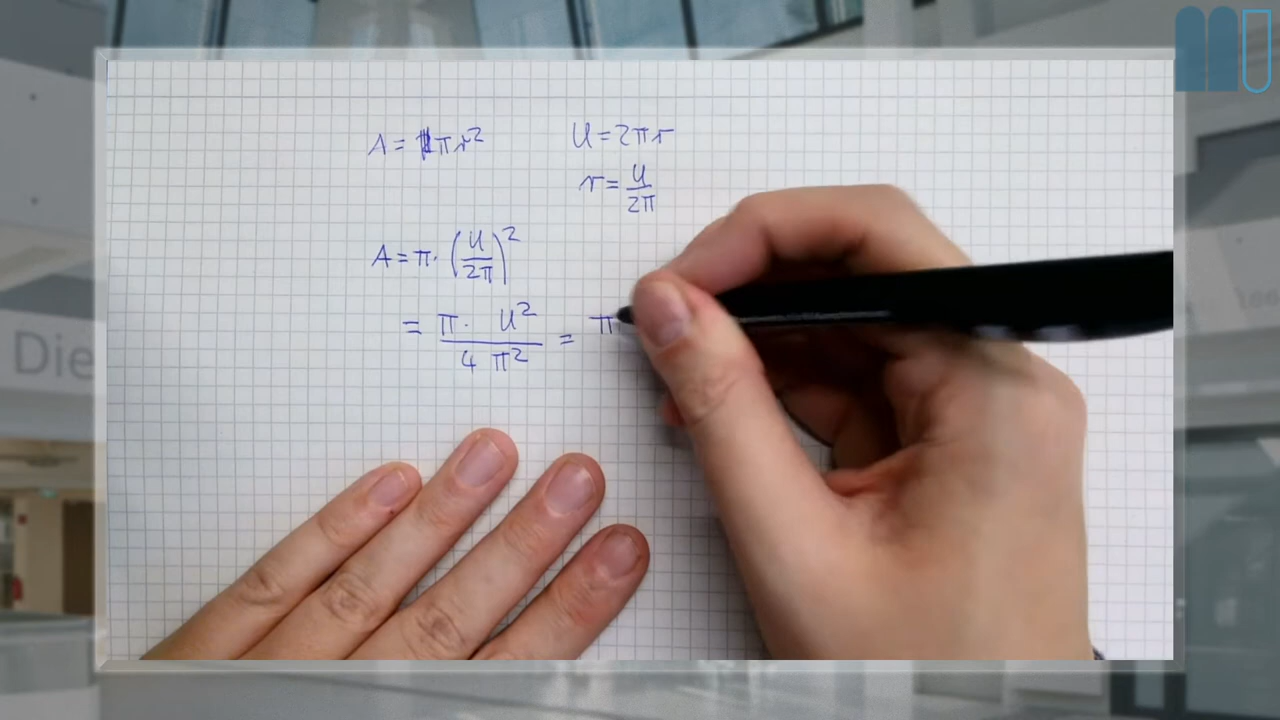 A = πr² U = 2πr
r = U/2π
A = π · (U/2π)²
= π · U²/4π² = π
Die